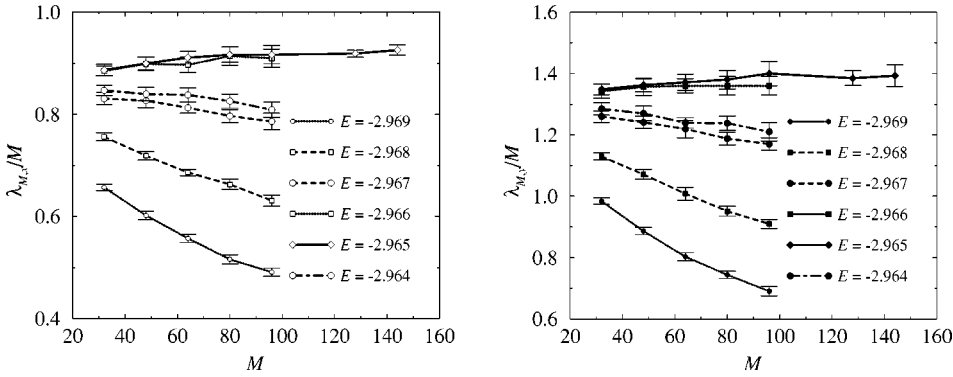 1.0
0.8
0.6
0.4
λM,y/M
20 40 60 80 100 120 140 160
M
E = -2.969
E = -2.968
E = -2.967
E = -2.966
E = -2.965
E = -2.964
1.6
1.4
1.2
1.0
0.8
0.6
λM,y/M
20 40 60 80 100 120 140 160
M
E = -2.969
E = -2.968
E = -2.967
E = -2.966
E = -2.965
E = -2.964